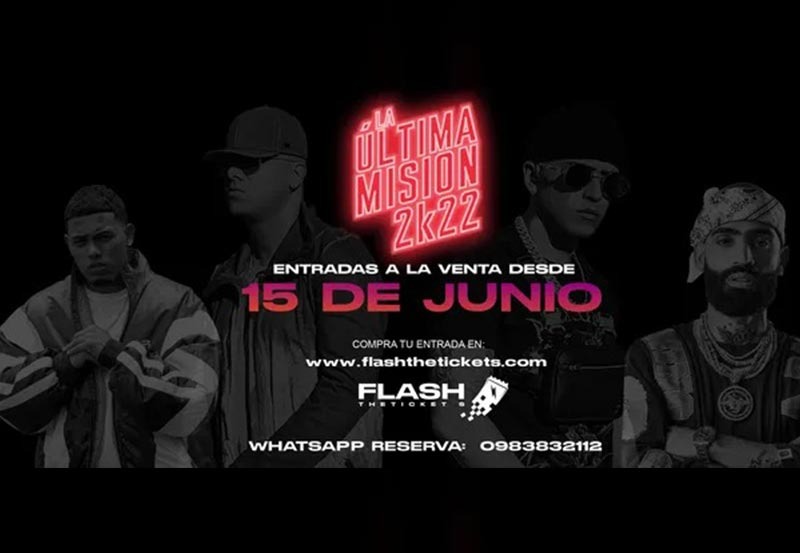 LA
ÚLTIMA
MISION
2k22
ENTRADAS A LA VENTA DESDE
15 DE JUNIO
COMPRA TU ENTRADA EN:
www.flashthetickets.com
FLASH
THETICKETS
WHATSAPP RESERVA: 0983832112